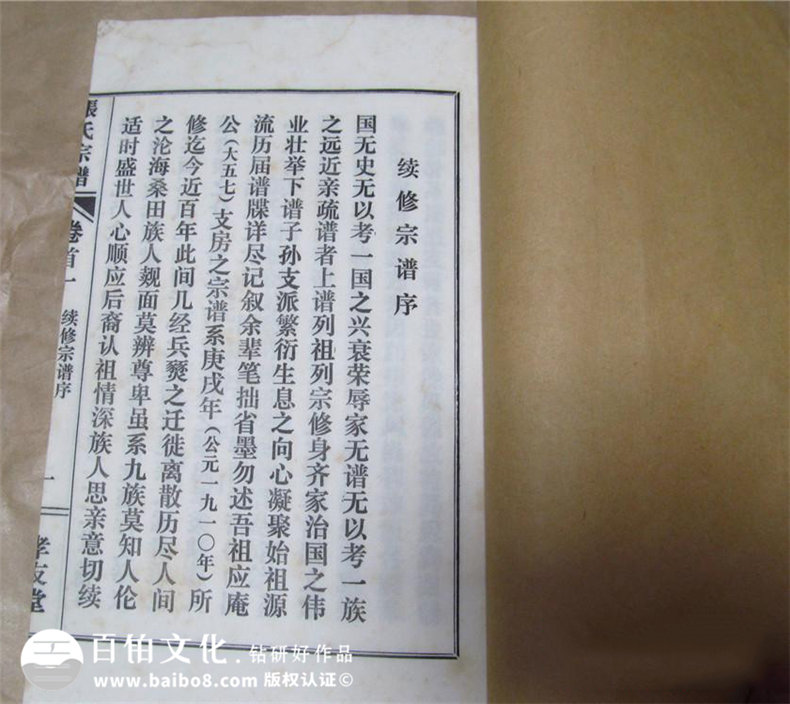 续修宗谱序
国无史无以考一国之兴衰荣辱家无谱无以考一族
之远近亲疏谱者上谱列祖列宗修身齐家治国之伟
业壮举下谱子孙支派繁衍生息之向心凝聚始祖源
流历届谱牒详尽记叙余辈笔拙省墨勿述吾祖应庵
公(大五七)支房之宗谱系庚戌年(公元一九一〇年)所
修迄今近百年此间几经兵燹之迁徙离散历尽人间
之沧海桑田族人觌面莫辨尊卑虽系九族莫知人伦
适时盛世人心顺应后裔认祖情深族人思亲意切续
張氏宗谱 卷首一 续修宗谱序 一 孝友堂
百铂文化.钻研好作品
www.baibo8.com 版权认证©